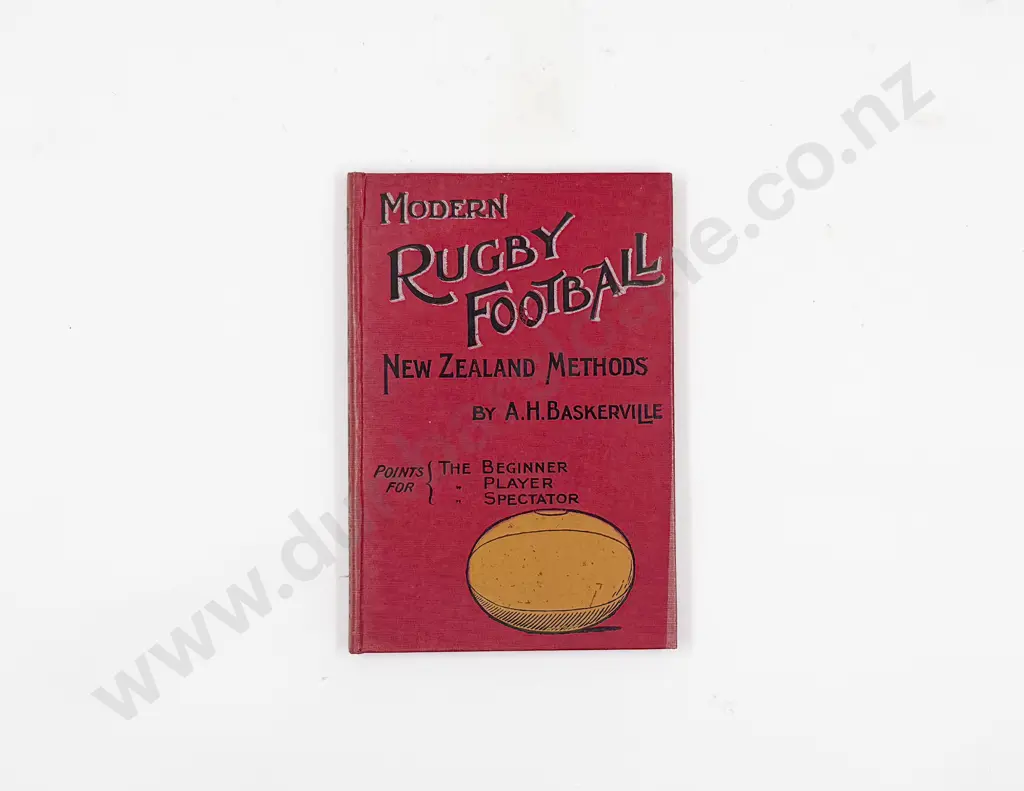 MODERN
RUGBY
FOOTBALL
NEW ZEALAND METHODS
BY A.H. BASKERVILLE
POINTS FOR { THE BEGINNER
" PLAYER
" SPECTATOR